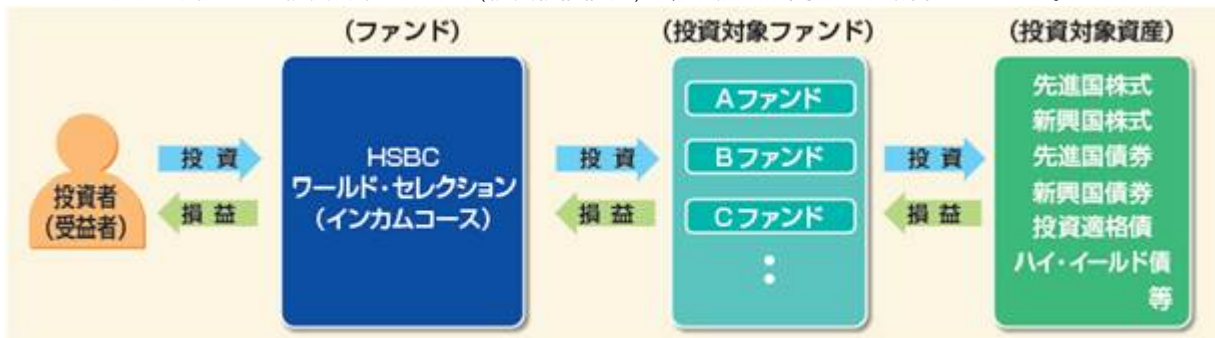 (ファンド)
(投資対象ファンド)
(投資対象資産)
投資者
(受益者)
投資
損益
HSBC
ワールド・セレクション
(インカムコース)
投資
損益
Aファンド
Bファンド
Cファンド
投資
損益
先進国株式
新興国株式
先進国債券
新興国債券
投資適格債
ハイ・イールド債
等